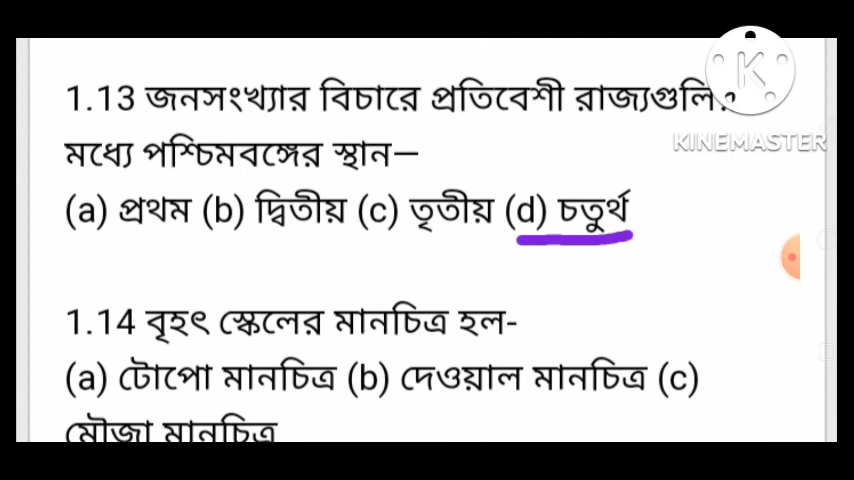 1.13 জনসংখ্যার বিচারে প্রতিবেশী রাজ্যগুলির
মধ্যে পশ্চিমবঙ্গের স্থান—
(a) প্রথম (b) দ্বিতীয় (c) তৃতীয় (d) চতুর্থ
1.14 বৃহৎ স্কেলের মানচিত্র হল-
(a) টোপো মানচিত্র (b) দেওয়াল মানচিত্র (c)
মৌজা মানচিত্র
K
KINEMASTER